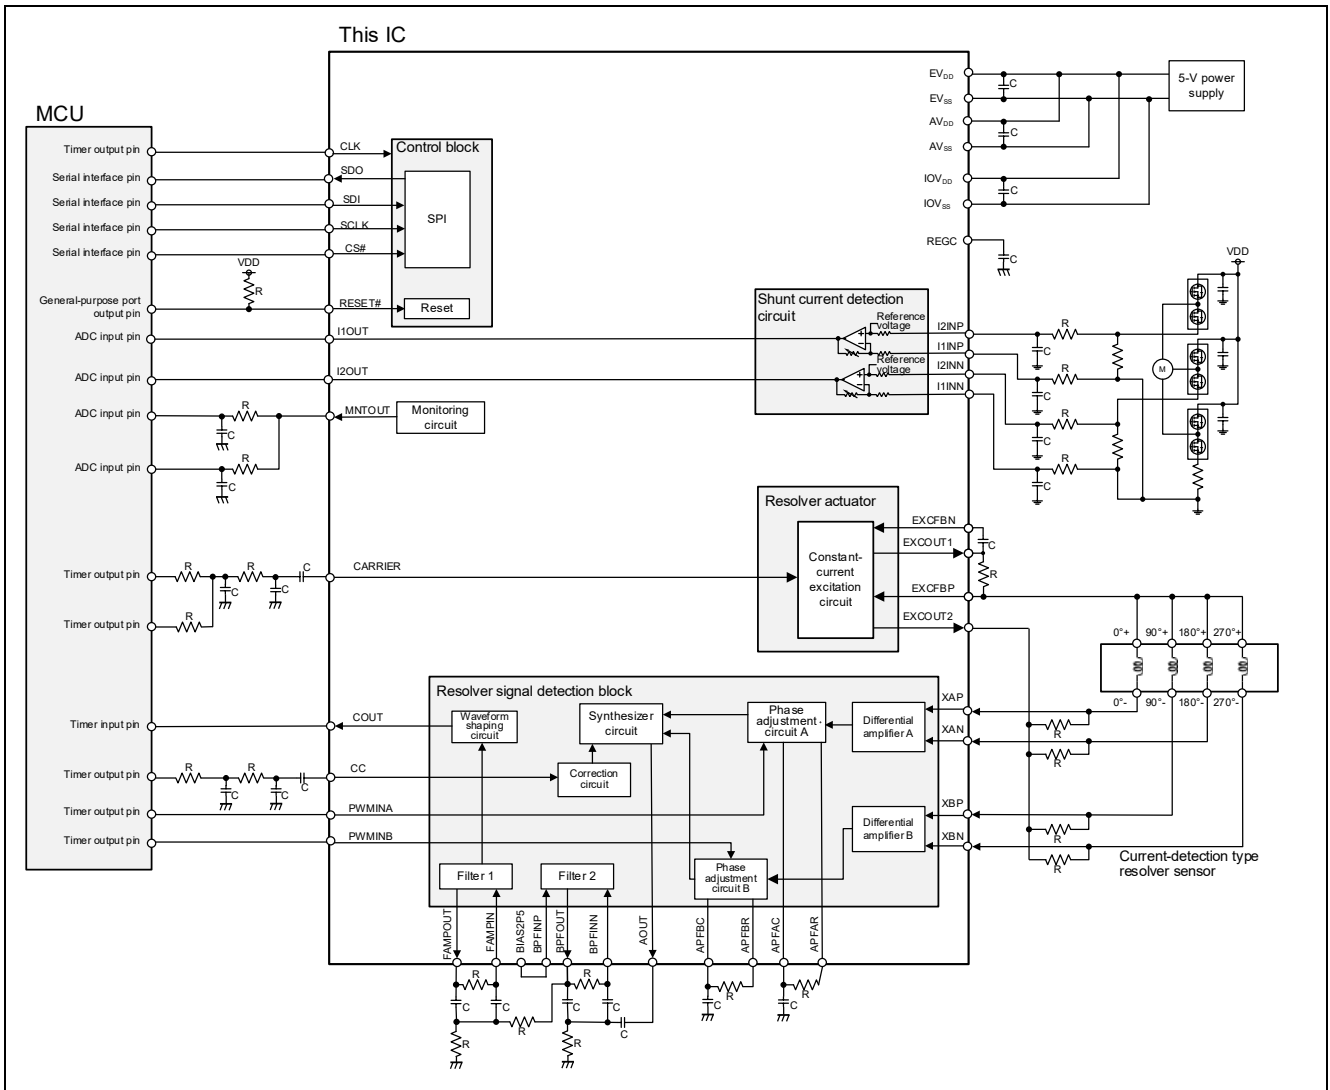 This IC
MCU
Timer output pin
Serial interface pin
Serial interface pin
Serial interface pin
Serial interface pin
General-purpose port
output pin
ADC input pin
ADC input pin
ADC input pin
ADC input pin
Timer output pin
Timer output pin
Timer input pin
Timer output pin
Timer output pin
Timer output pin
VDD
R
R
C
R
C
R
R
C
C
C
R
R
R
C
C
C
CLK
SDO
SDI
SCLK
CS#
RESET#
I1OUT
I2OUT
MNTOUT
CARRIER
COUT
CC
PWMINA
PWMINB
Control block
SPI
Reset
Monitoring
circuit
Shunt current detection
circuit
Reference
voltage
Reference
voltage
Resolver actuator
Constant-
current
excitation
circuit
Resolver signal detection block
Waveform
shaping
circuit
Synthesizer
circuit
Phase
adjustment
circuit A
Differential
amplifier A
Correction
circuit
Differential
amplifier B
Phase
adjustment
circuit B
Filter 1
Filter 2
EVDD
EVSS
AVDD
AVSS
IOVDD
IOVSS
REGC
I2INP
I1INP
I2INN
I1INN
EXCFBN
EXCOUT1
EXCFBP
EXCOUT2
XAP
XAN
XBP
XBN
C
C
C
C
5-V power
supply
VDD
R
C
R
C
R
C
R
C
M
C
R
0°+
90°+
180°+
270°+
0°-
90°-
180°-
270°-
R
R
R
R
Current-detection type
resolver sensor
FAMPOUT
FAMPIN
BIAS2P5
BPFINP
BPFOUT
BPFINN
AOUT
APFBC
APFBR
APFAC
APFAR
R
C
C
R
R
R
C
C
C
R
R
C
R
C